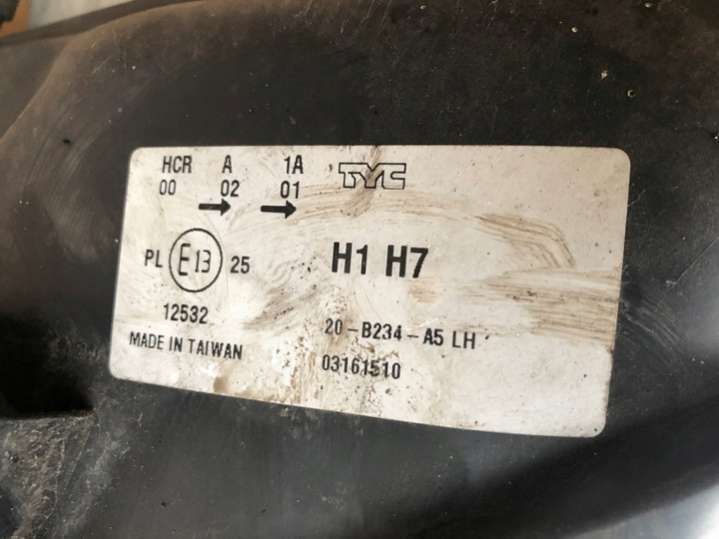 HCR A 1A TYC
00 02 01
→ →
PL E13 25 H1 H7
12532
20-B234-A5 LH
MADE IN TAIWAN
03161510